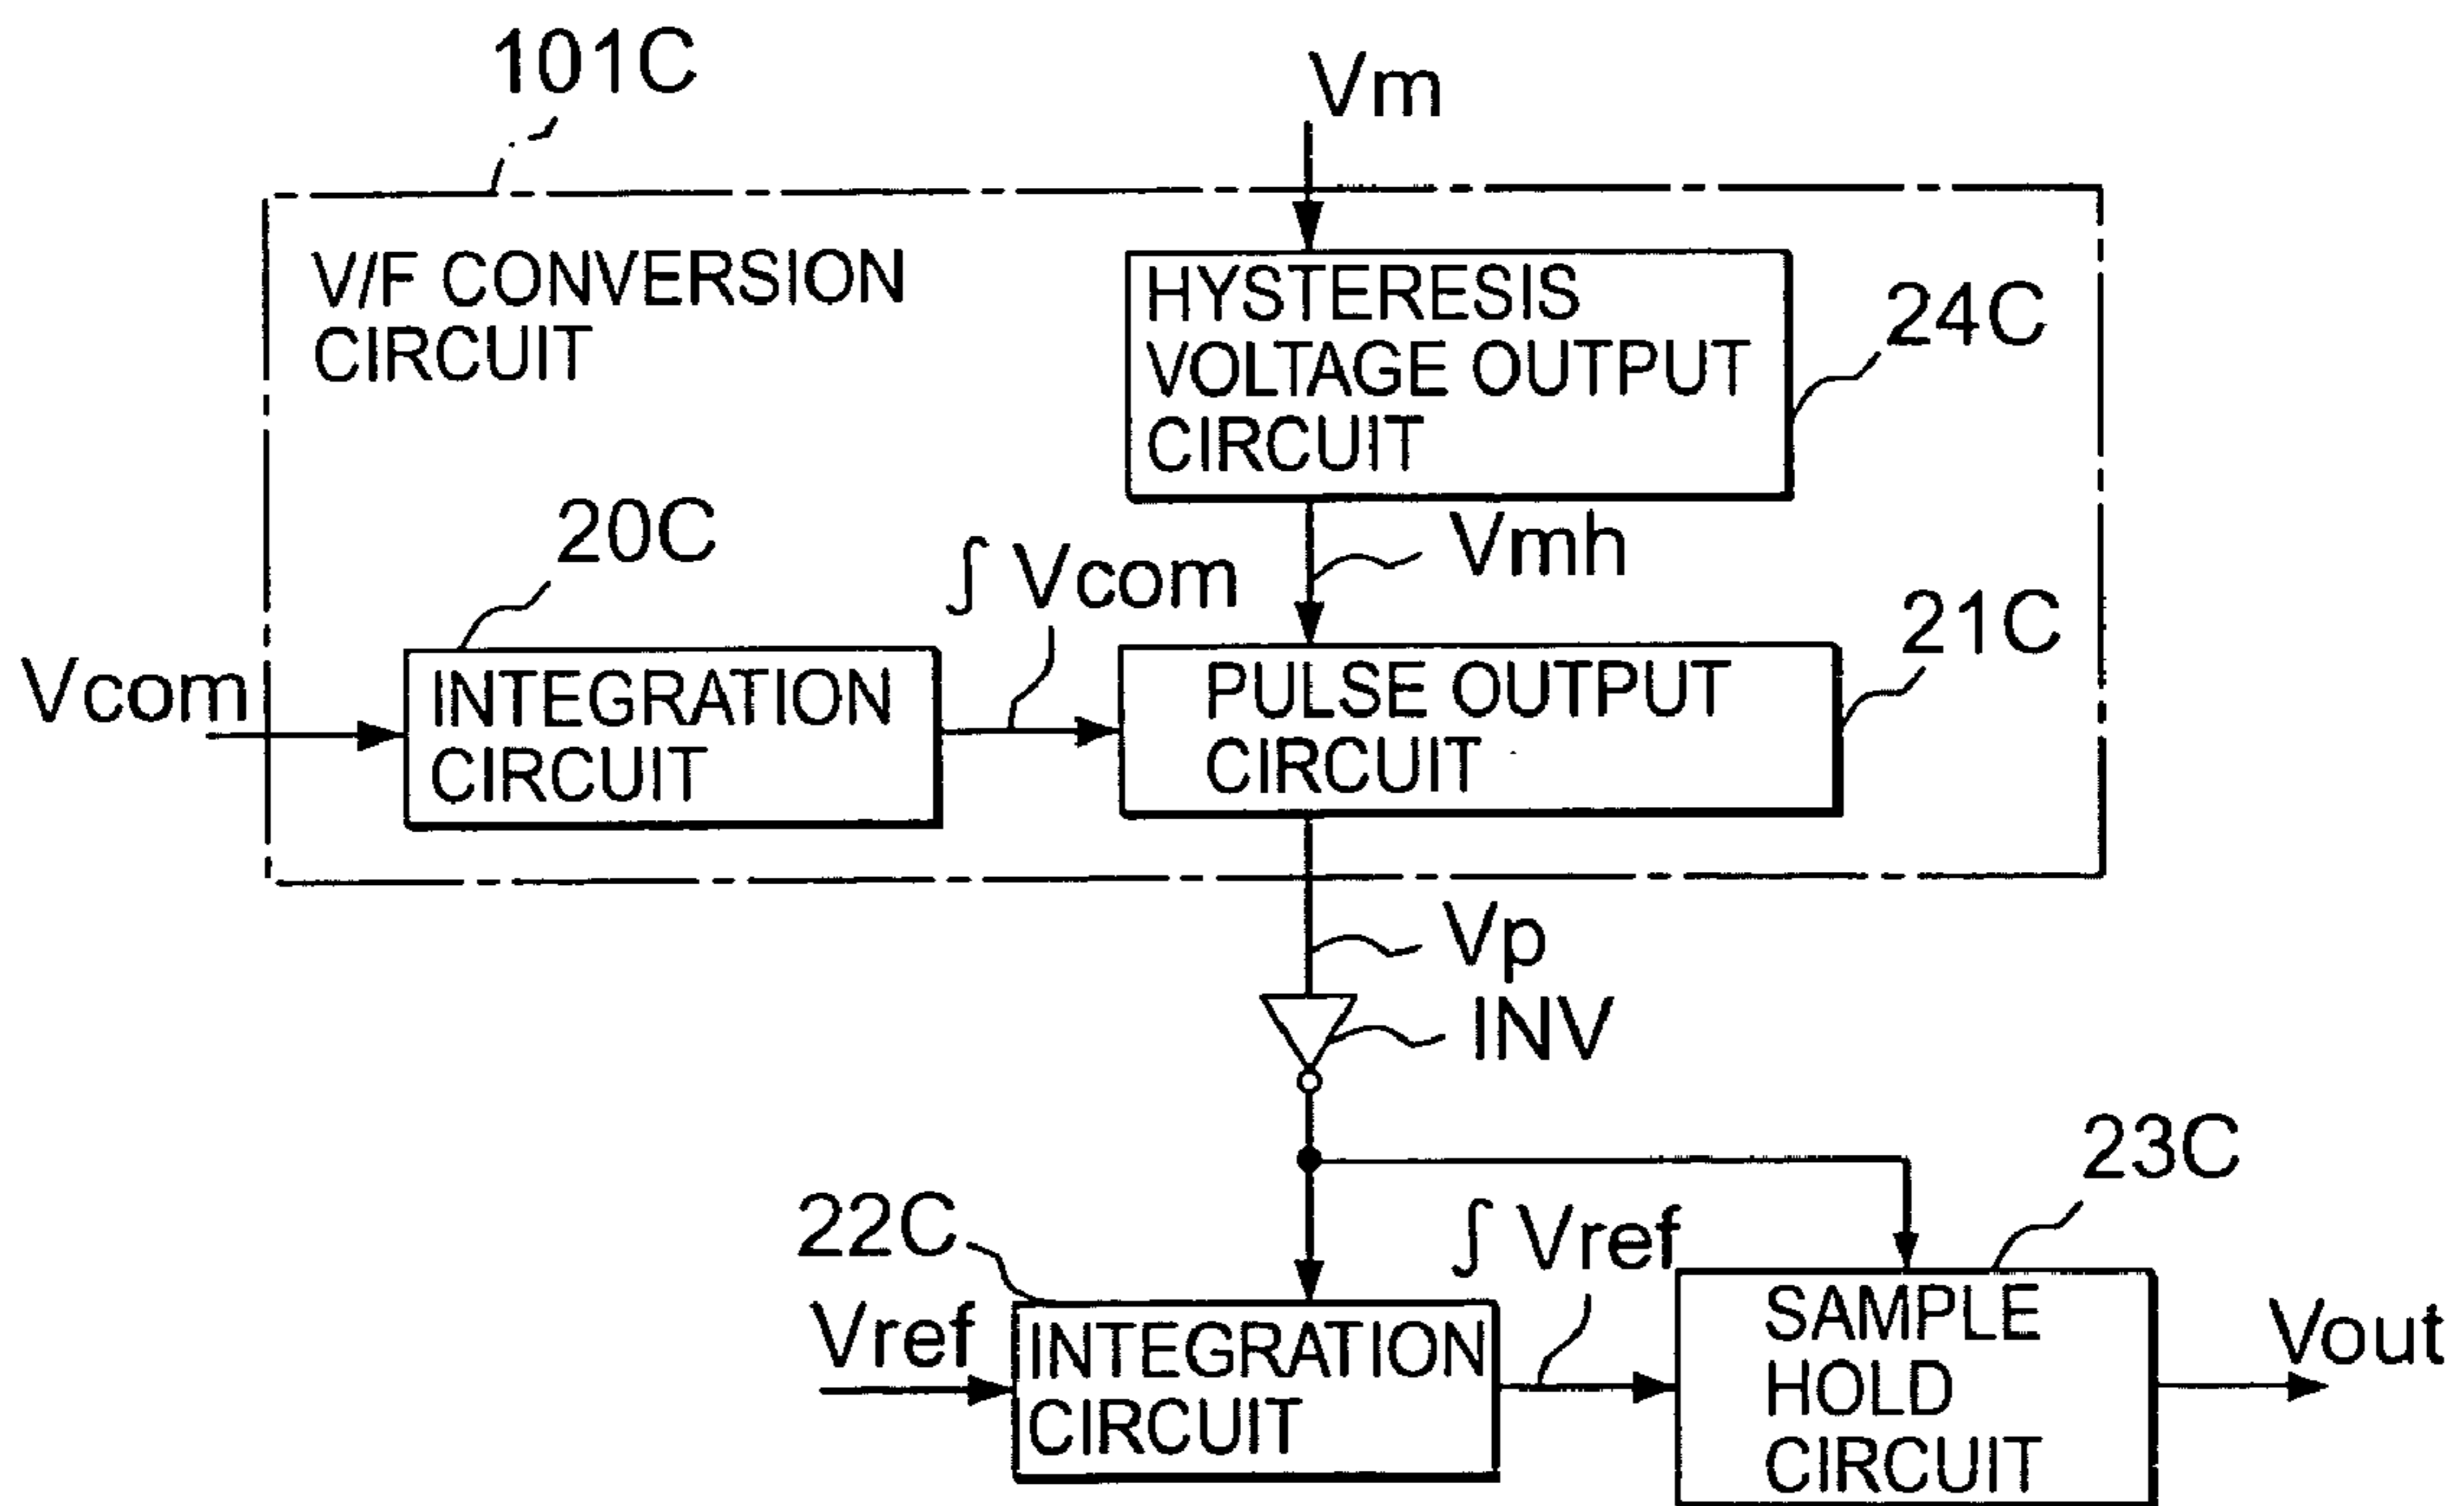 101C
Vm
V/F CONVERSION
CIRCUIT
HYSTERESIS
VOLTAGE OUTPUT
CIRCUIT
24C
20C
∫ Vcom
Vmh
21C
Vcom
INTEGRATION
CIRCUIT
PULSE OUTPUT
CIRCUIT
Vp
INV
23C
22C
∫ Vref
Vref
INTEGRATION
CIRCUIT
SAMPLE
HOLD
CIRCUIT
Vout